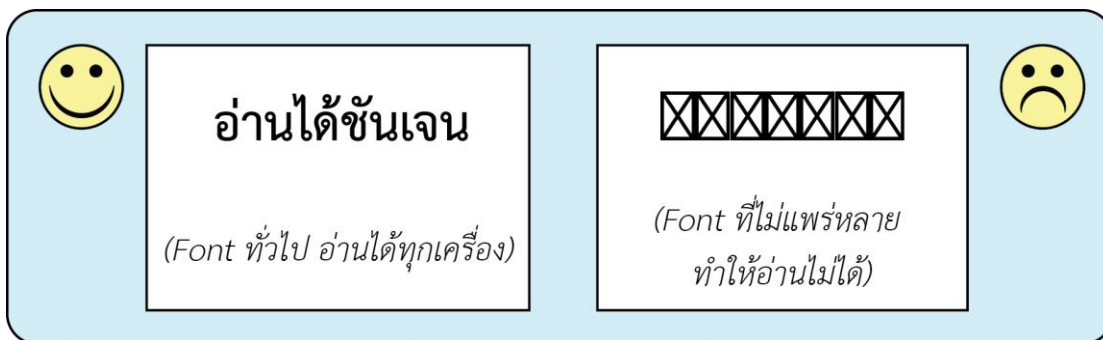 อ่านได้ชันเจน
(Font ทั่วไป อ่านได้ทุกเครื่อง)
(Font ที่ไม่แพร่หลาย
ทำให้อ่านไม่ได้)